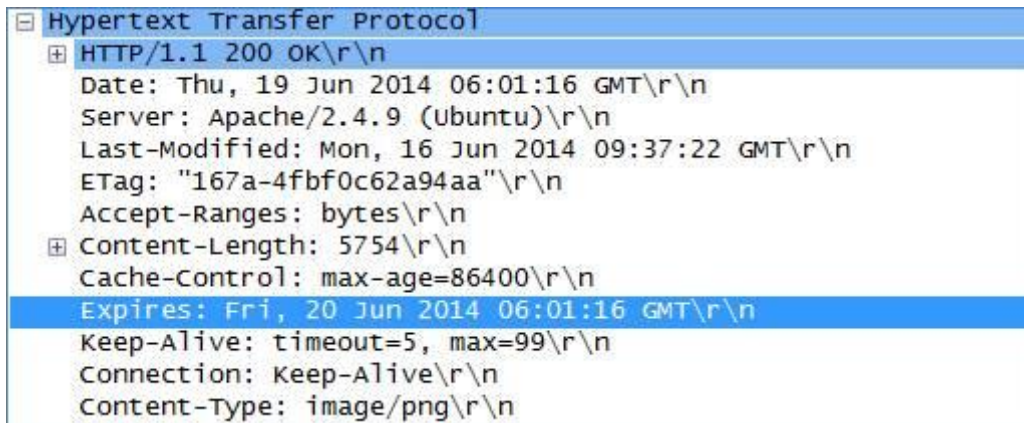 Hypertext Transfer Protocol
HTTP/1.1 200 OK\r\n
Date: Thu, 19 Jun 2014 06:01:16 GMT\r\n
Server: Apache/2.4.9 (Ubuntu)\r\n
Last-Modified: Mon, 16 Jun 2014 09:37:22 GMT\r\n
ETag: "167a-4fbf0c62a94aa"\r\n
Accept-Ranges: bytes\r\n
Content-Length: 5754\r\n
Cache-Control: max-age=86400\r\n
Expires: Fri, 20 Jun 2014 06:01:16 GMT\r\n
Keep-Alive: timeout=5, max=99\r\n
Connection: Keep-Alive\r\n
Content-Type: image/png\r\n